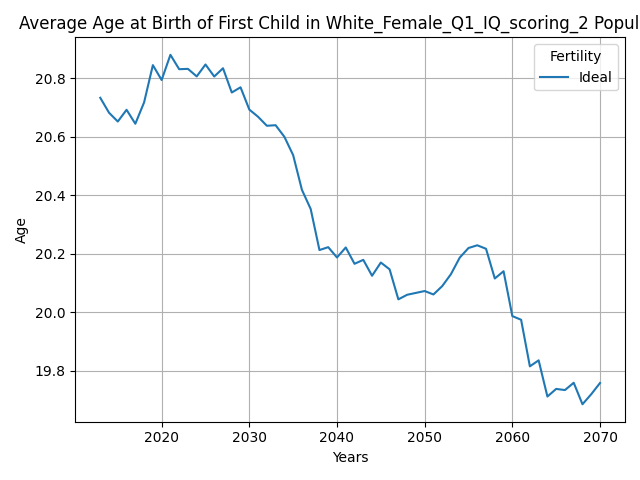 Average Age at Birth of First Child in White_Female_Q1_IQ_scoring_2 Popul
Fertility
Ideal
Age
20.8
20.6
20.4
20.2
20.0
19.8
2020 2030 2040 2050 2060 2070
Years